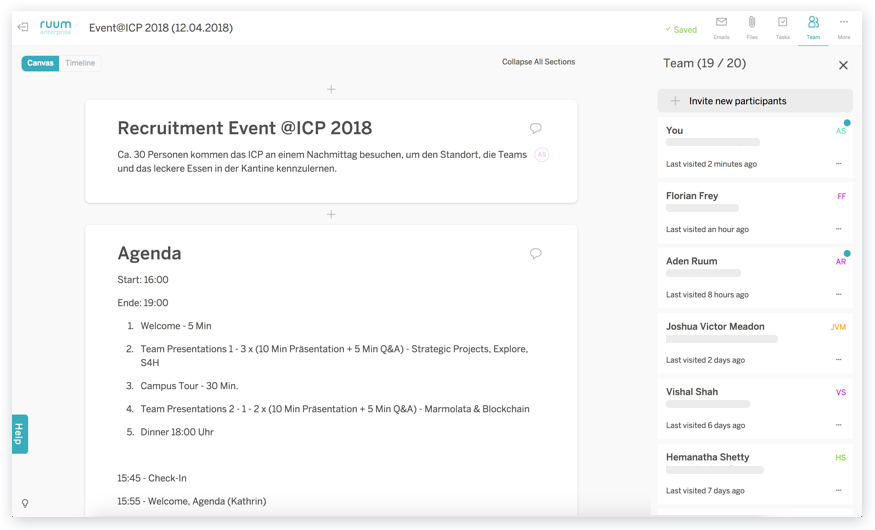 ruum
enterprise
Event@ICP 2018 (12.04.2018)
Saved
Emails
Files
Tasks
Team
More
Canvas
Timeline
Collapse All Sections
Recruitment Event @ICP 2018
Ca. 30 Personen kommen das ICP an einem Nachmittag besuchen, um den Standort, die Teams
und das leckere Essen in der Kantine kennzulernen.
AS
Agenda
Start: 16:00
Ende: 19:00
1. Welcome - 5 Min
2. Team Presentations 1 - 3 x (10 Min Präsentation + 5 Min Q&A) - Strategic Projects, Explore,
S4H
3. Campus Tour - 30 Min.
4. Team Presentations 2 - 1 - 2 x (10 Min Präsentation + 5 Min Q&A) - Marmolata & Blockchain
5. Dinner 18:00 Uhr
15:45 - Check-In
15:55 - Welcome, Agenda (Kathrin)
Help
Team (19 / 20)
Invite new participants
You
AS
Last visited 2 minutes ago
Florian Frey
FF
Last visited an hour ago
Aden Ruum
AR
Last visited 8 hours ago
Joshua Victor Meadon
JVM
Last visited 2 days ago
Vishal Shah
VS
Last visited 6 days ago
Hemanatha Shetty
HS
Last visited 7 days ago